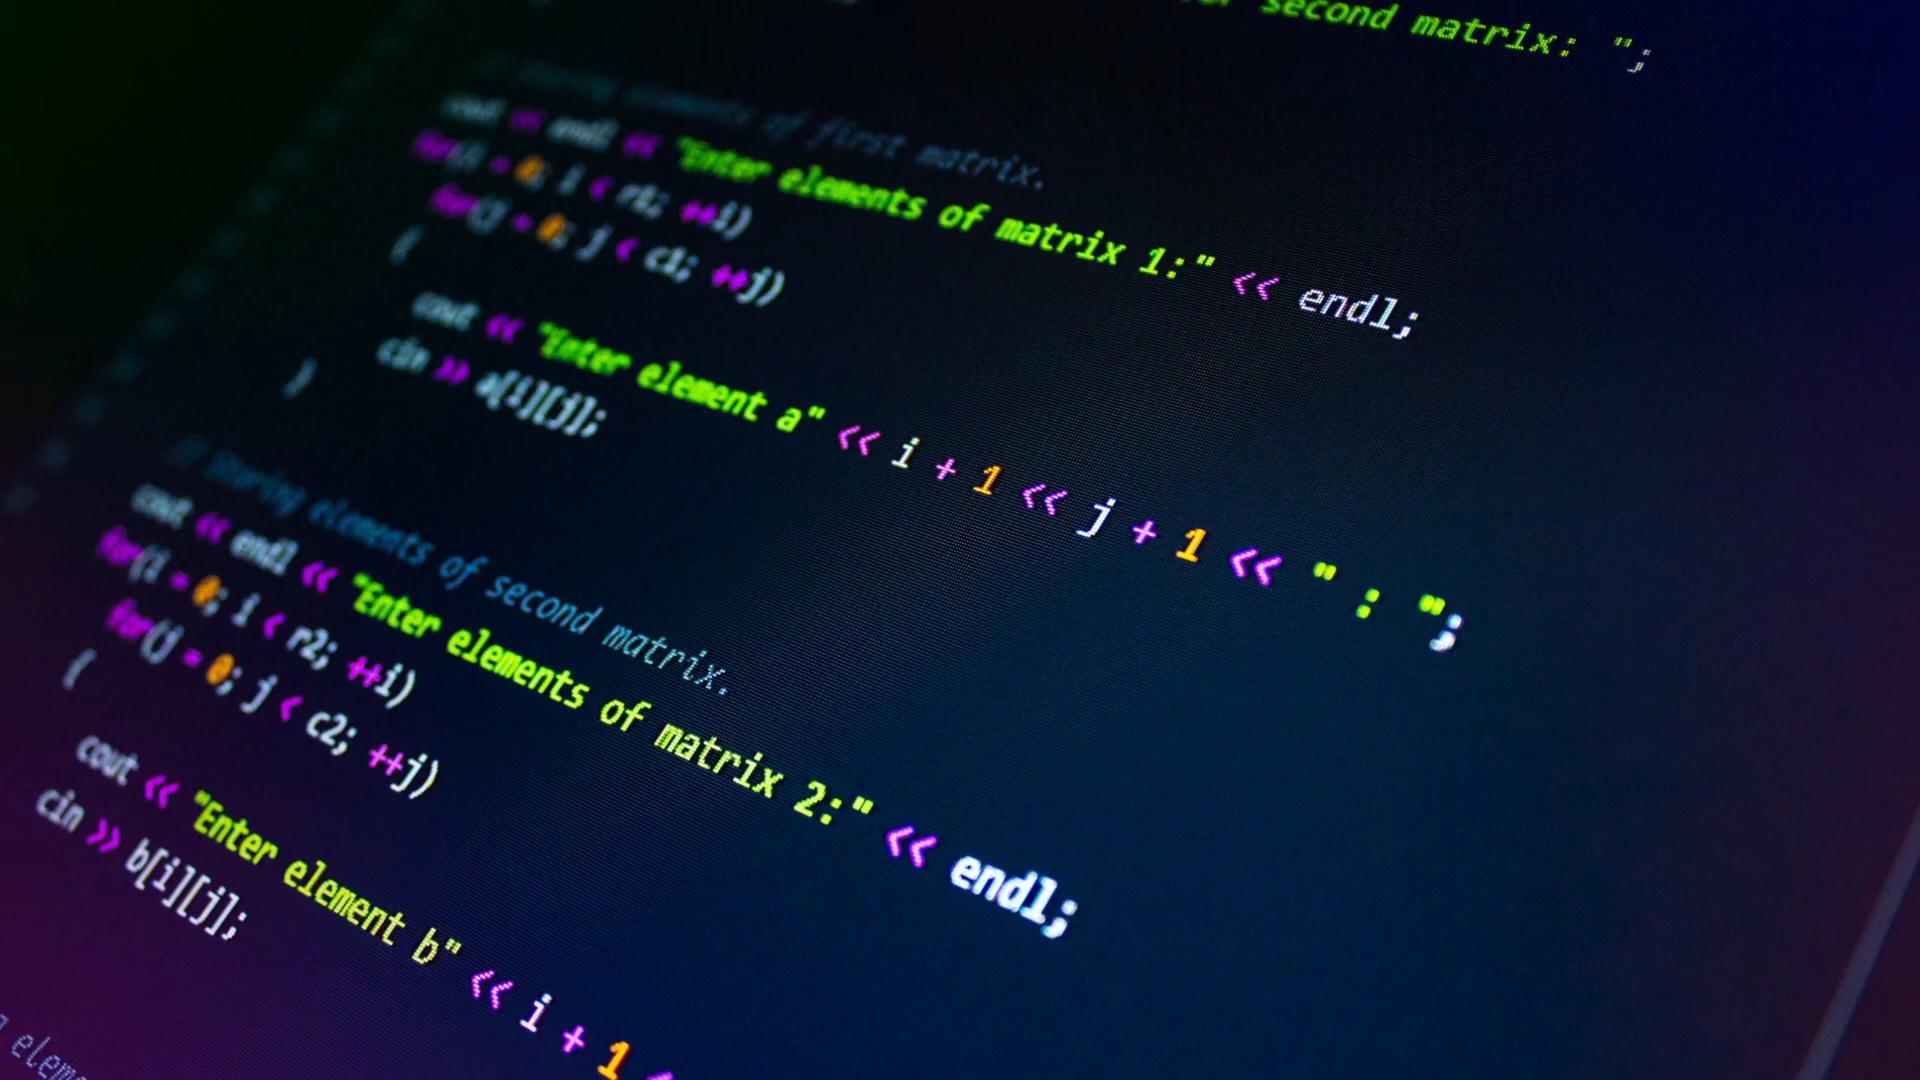 second matrix: ";
// Storing elements of first matrix.
cout << endl << "Enter elements of matrix 1:" << endl;
for(i = 0; i < r1; ++i)
for(j = 0; j < c1; ++j)
{
cout << "Enter element a" << i + 1 << j + 1 << " : ";
cin >> a[i][j];
}
// Storing elements of second matrix.
cout << endl << "Enter elements of matrix 2:" << endl;
for(i = 0; i < r2; ++i)
for(j = 0; j < c2; ++j)
{
cout << "Enter element b" << i + 1 <<
cin >> b[i][j];